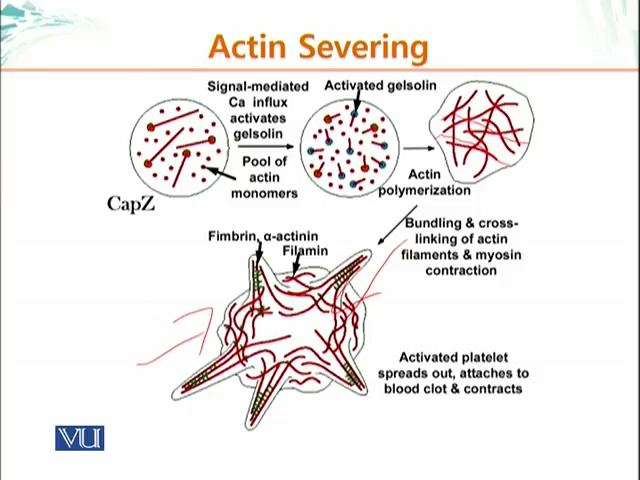 Actin Severing
Signal-mediated
Ca influx
activates
gelsolin
Activated gelsolin
Pool of
actin
monomers
Actin
polymerization
CapZ
Bundling & cross-
linking of actin
filaments & myosin
contraction
Fimbrin, α-actinin
Filamin
Activated platelet
spreads out, attaches to
blood clot & contracts
VU